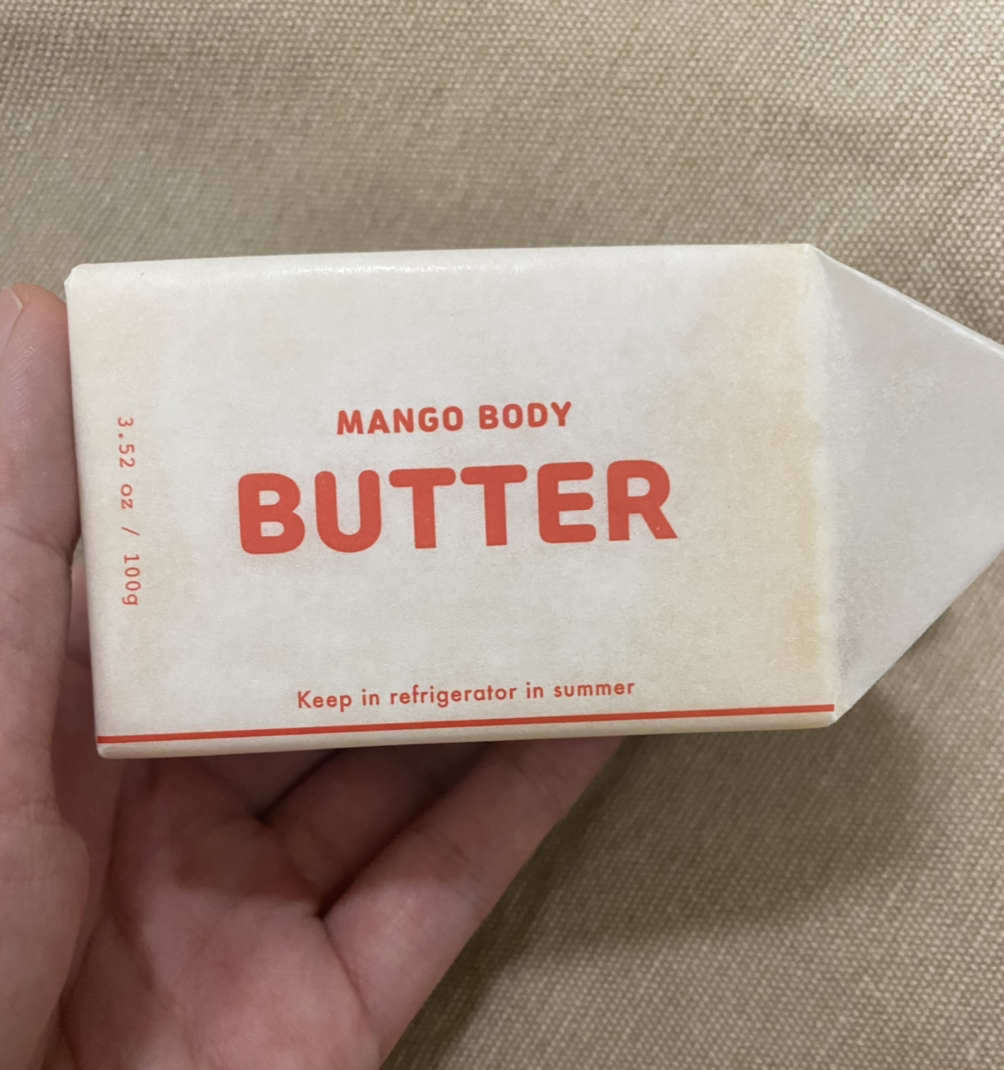 MANGO BODY
BUTTER
3.52 oz / 100g
Keep in refrigerator in summer